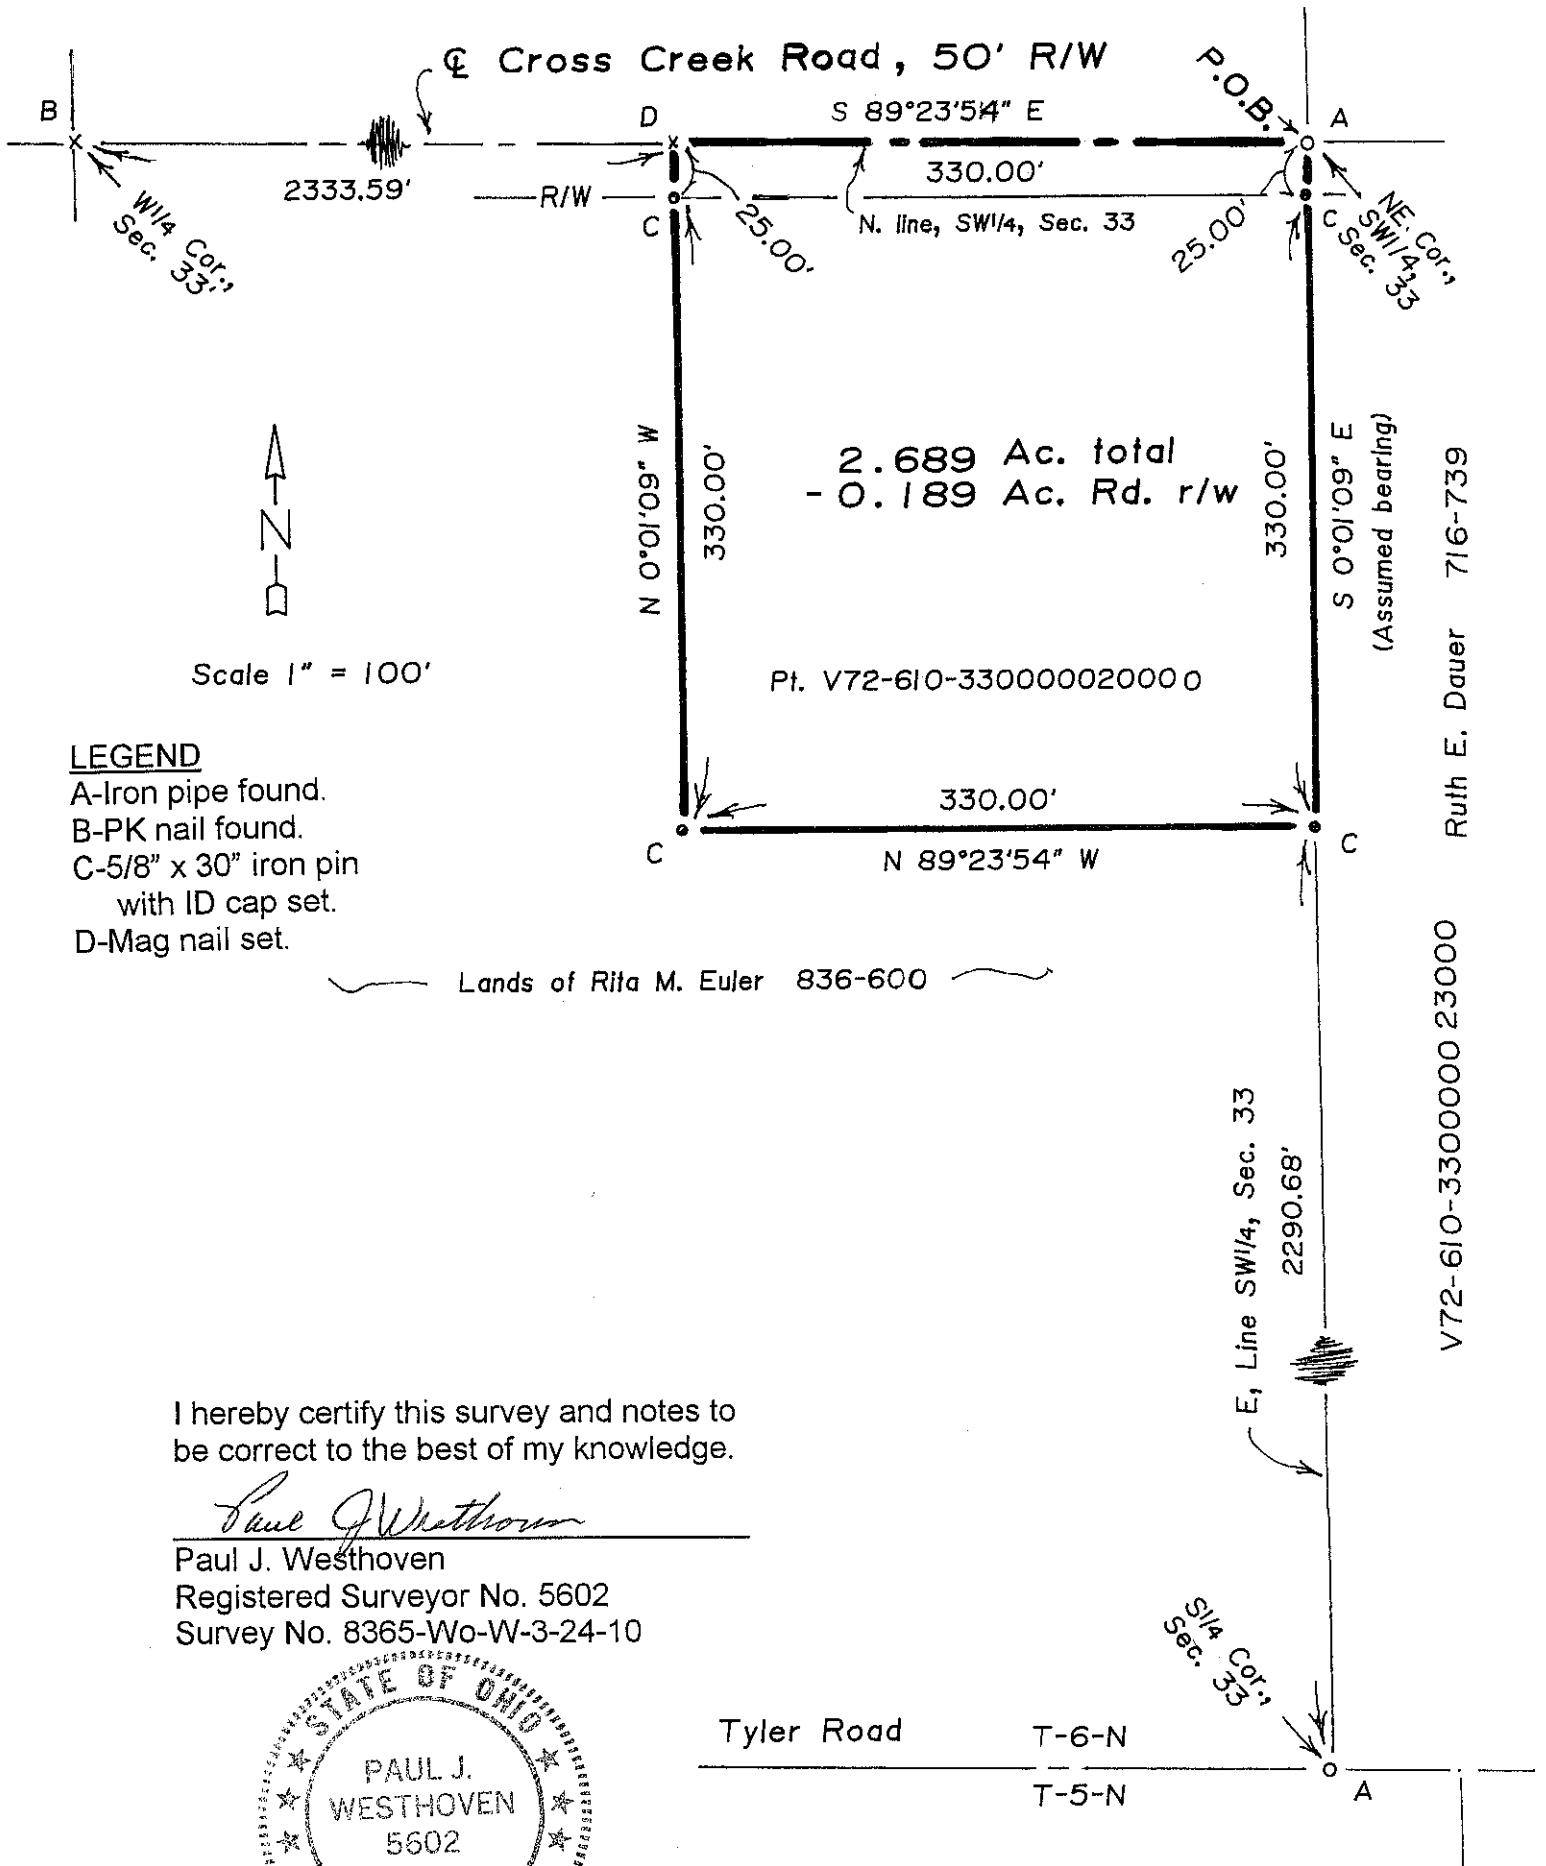 ℄ Cross Creek Road, 50' R/W
P.O.B.
B
D
S 89°23'54" E
A
2333.59'
330.00'
R/W
C
25.00'
N. line, SW1/4, Sec. 33
25.00'
C
W1/4 Cor.,
Sec. 33
NE. Cor.,
SW1/4,
Sec. 33
N 0°01'09" W
330.00'
2.689 Ac. total
-0.189 Ac. Rd. r/w
330.00'
S 0°01'09" E
(Assumed bearing)
Ruth E. Dauer 716-739
N
Scale 1" = 100'
Pt. V72-610-330000020000
LEGEND
A-Iron pipe found.
B-PK nail found.
C-5/8" x 30" iron pin
with ID cap set.
D-Mag nail set.
330.00'
C
N 89°23'54" W
C
Lands of Rita M. Euler 836-600
V72-610-330000 23000
E, Line SW1/4, Sec. 33
2290.68'
I hereby certify this survey and notes to
be correct to the best of my knowledge.
Paul J Westhoven
Paul J. Westhoven
Registered Surveyor No. 5602
Survey No. 8365-Wo-W-3-24-10
STATE OF OHIO
PAUL J.
WESTHOVEN
5602
S1/4 Cor.,
Sec. 33
Tyler Road T-6-N
T-5-N
A